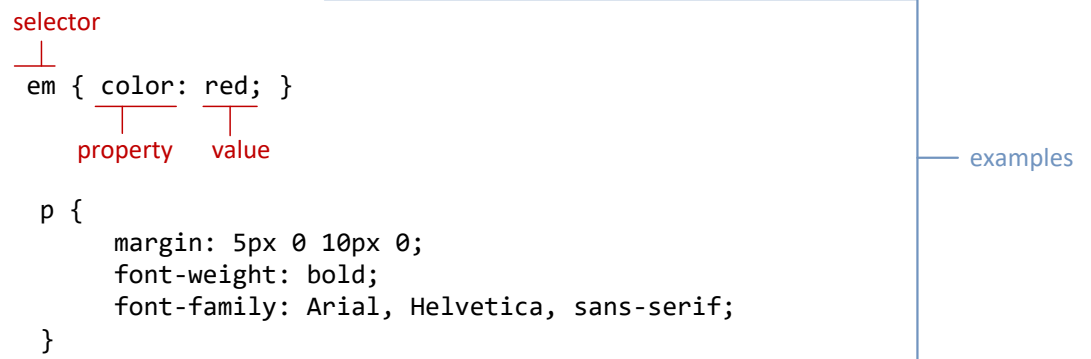 selector
em { color: red; }
property value
examples
p {
margin: 5px 0 10px 0;
font-weight: bold;
font-family: Arial, Helvetica, sans-serif;
}